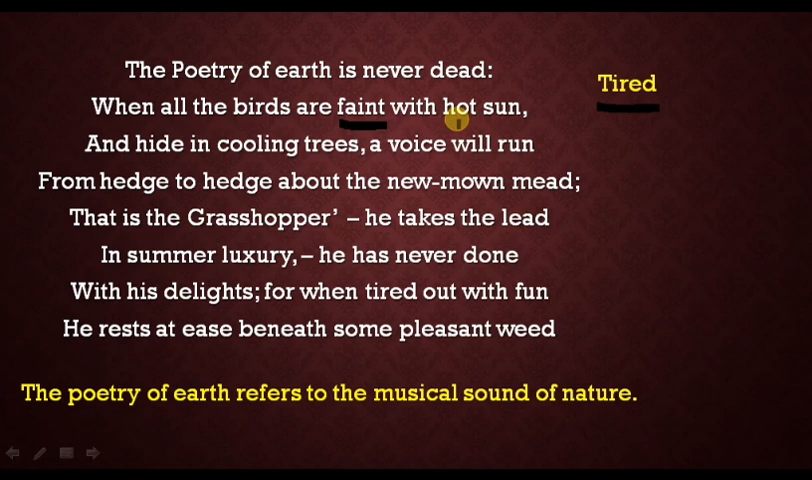 The Poetry of earth is never dead:
Tired
When all the birds are faint with hot sun,
And hide in cooling trees, a voice will run
From hedge to hedge about the new-mown mead;
That is the Grasshopper’ – he takes the lead
In summer luxury, – he has never done
With his delights; for when tired out with fun
He rests at ease beneath some pleasant weed
The poetry of earth refers to the musical sound of nature.